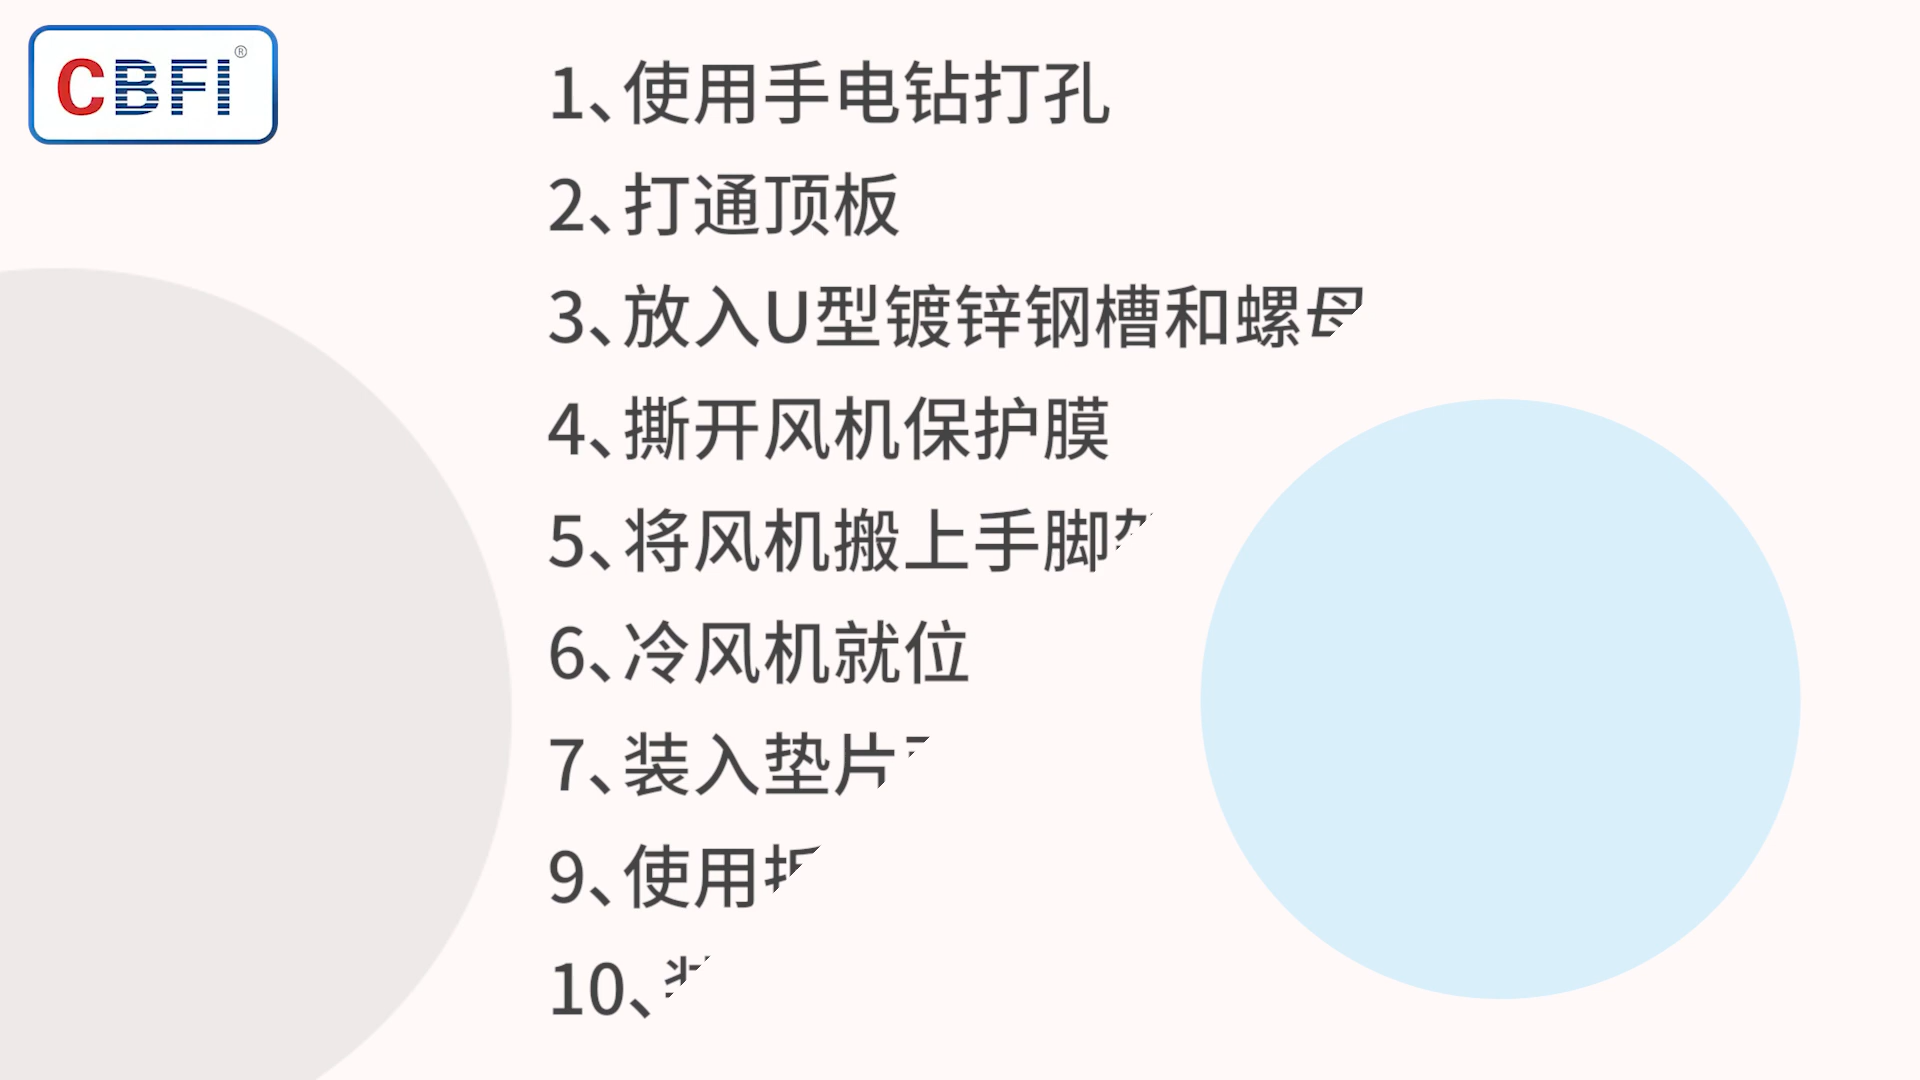 CBFI®
1、使用手电钻打孔
2、打通顶板
3、放入U型镀锌钢槽和螺母
4、撕开风机保护膜
5、将风机搬上手脚
6、冷风机就位
7、装入垫片
9、使用
10、